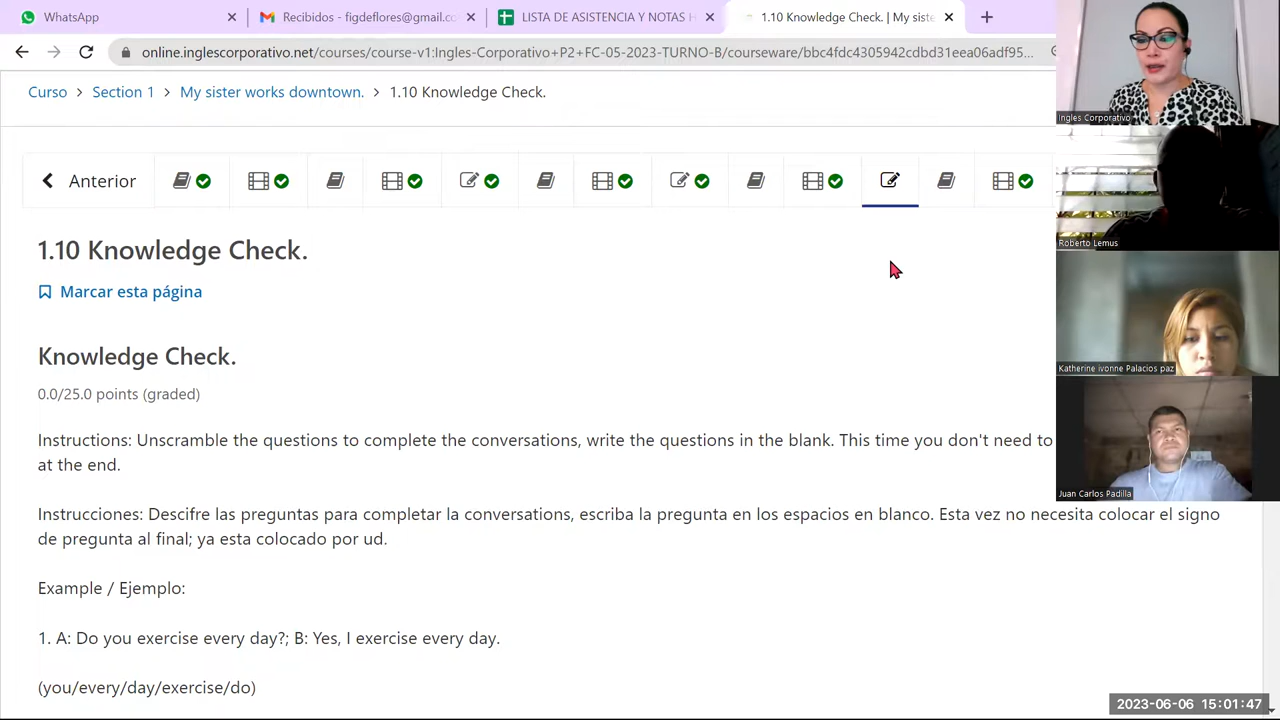 WhatsApp
Recibidos - figdeflores@gmail.co
LISTA DE ASISTENCIA Y NOTAS
1.10 Knowledge Check. | My siste
online.inglescorporativo.net/courses/course-v1:Ingles-Corporativo+P2+FC-05-2023-TURNO-B/courseware/bbc4fdc4305942cdbd31eea06adf95...
Curso > Section 1 > My sister works downtown. > 1.10 Knowledge Check.
Anterior
1.10 Knowledge Check.
Marcar esta página
Knowledge Check.
0.0/25.0 points (graded)
Instructions: Unscramble the questions to complete the conversations, write the questions in the blank. This time you don't need to
at the end.
Instrucciones: Descifre las preguntas para completar la conversations, escriba la pregunta en los espacios en blanco. Esta vez no necesita colocar el signo
de pregunta al final; ya esta colocado por ud.
Example / Ejemplo:
1. A: Do you exercise every day?; B: Yes, I exercise every day.
(you/every/day/exercise/do)
Ingles Corporativo
Roberto Lemus
Katherine ivonne Palacios paz
Juan Carlos Padilla
2023-06-06 15:01:47